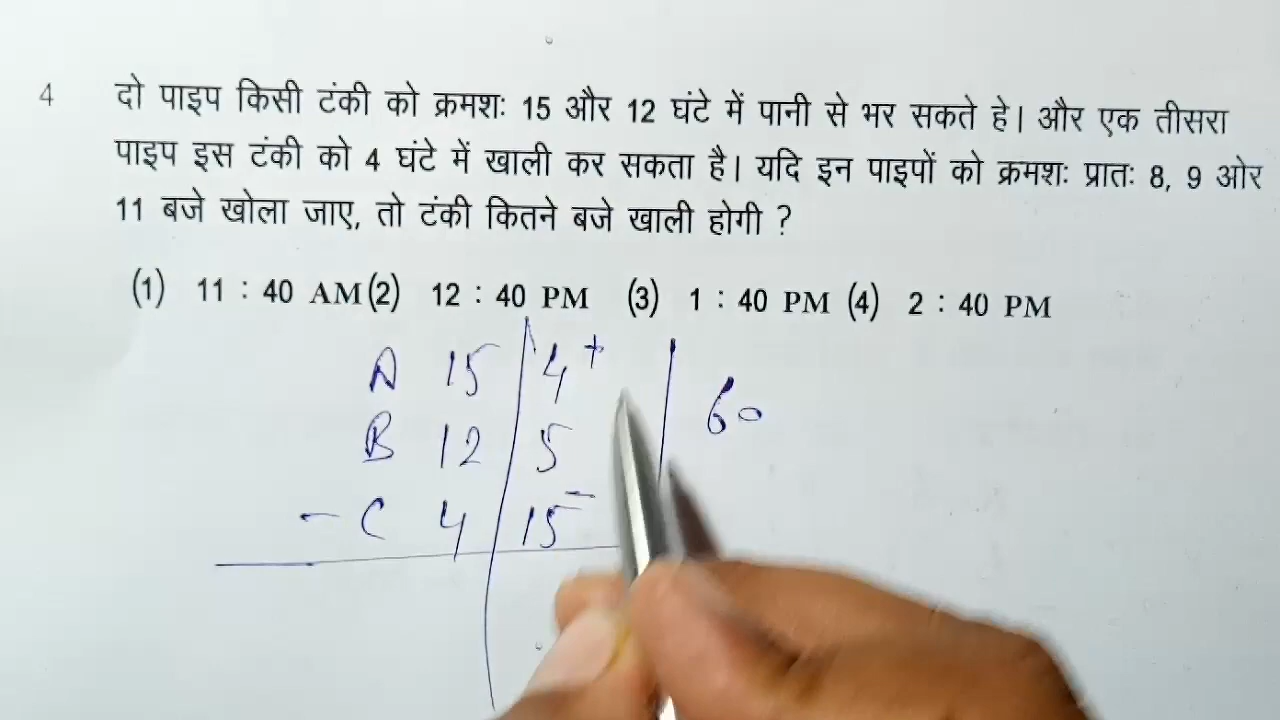 4 दो पाइप किसी टंकी को क्रमशः 15 और 12 घंटे में पानी से भर सकते हे। और एक तीसरा
पाइप इस टंकी को 4 घंटे में खाली कर सकता है। यदि इन पाइपों को क्रमशः प्रातः 8, 9 ओर
11 बजे खोला जाए, तो टंकी कितने बजे खाली होगी ?
(1) 11 : 40 AM (2) 12 : 40 PM (3) 1 : 40 PM (4) 2 : 40 PM
A 15 4+
B 12 5 60
- C 4 15-